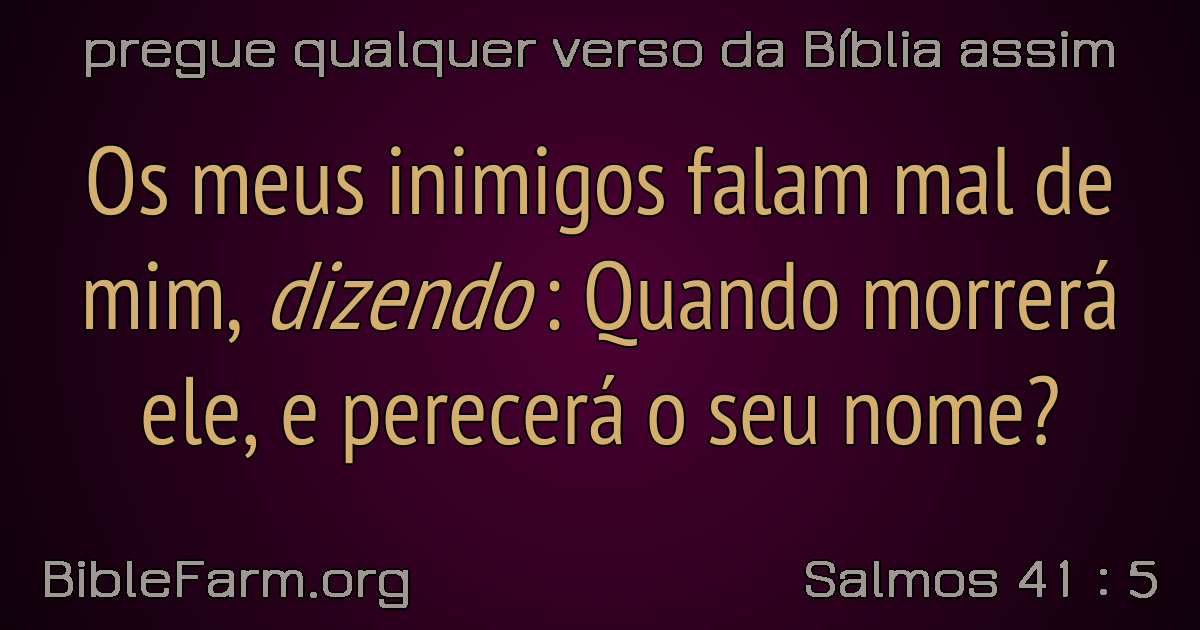 pregue qualquer verso da Bíblia assim
Os meus inimigos falam mal de
mim, dizendo: Quando morrerá
ele, e perecerá o seu nome?
BibleFarm.org
Salmos 41 : 5